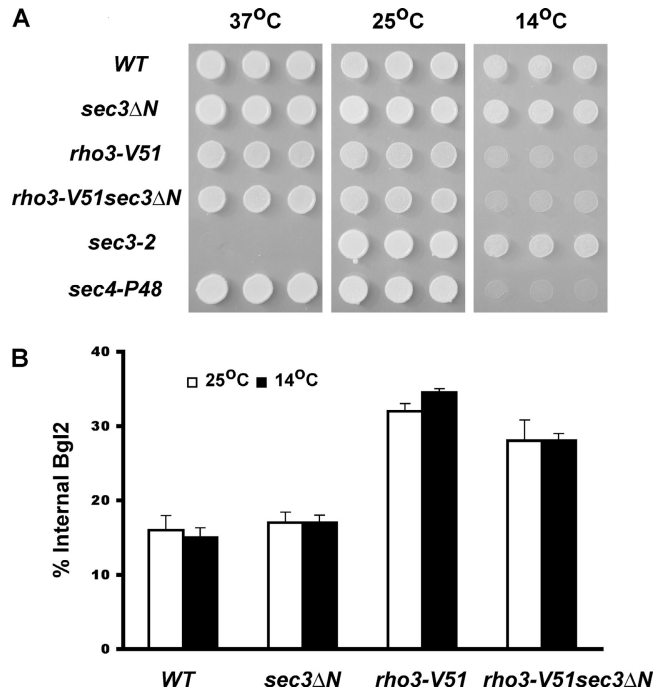 A
37°C 25°C 14°C
WT
sec3ΔN
rho3-V51
rho3-V51sec3ΔN
sec3-2
sec4-P48
B
40
25°C 14°C
30
20
10
0
% Internal Bgl2
WT sec3ΔN rho3-V51 rho3-V51sec3ΔN